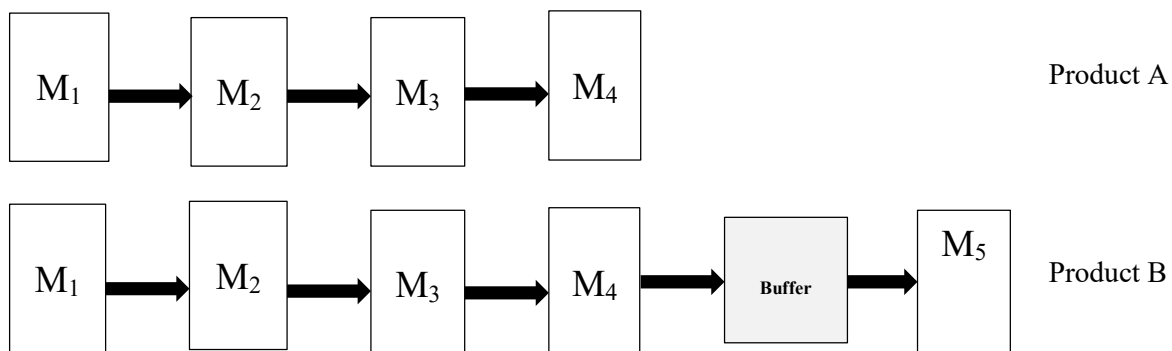 M₁ M₂ M₃ M₄ Product A
M₁ M₂ M₃ M₄ Buffer M₅ Product B